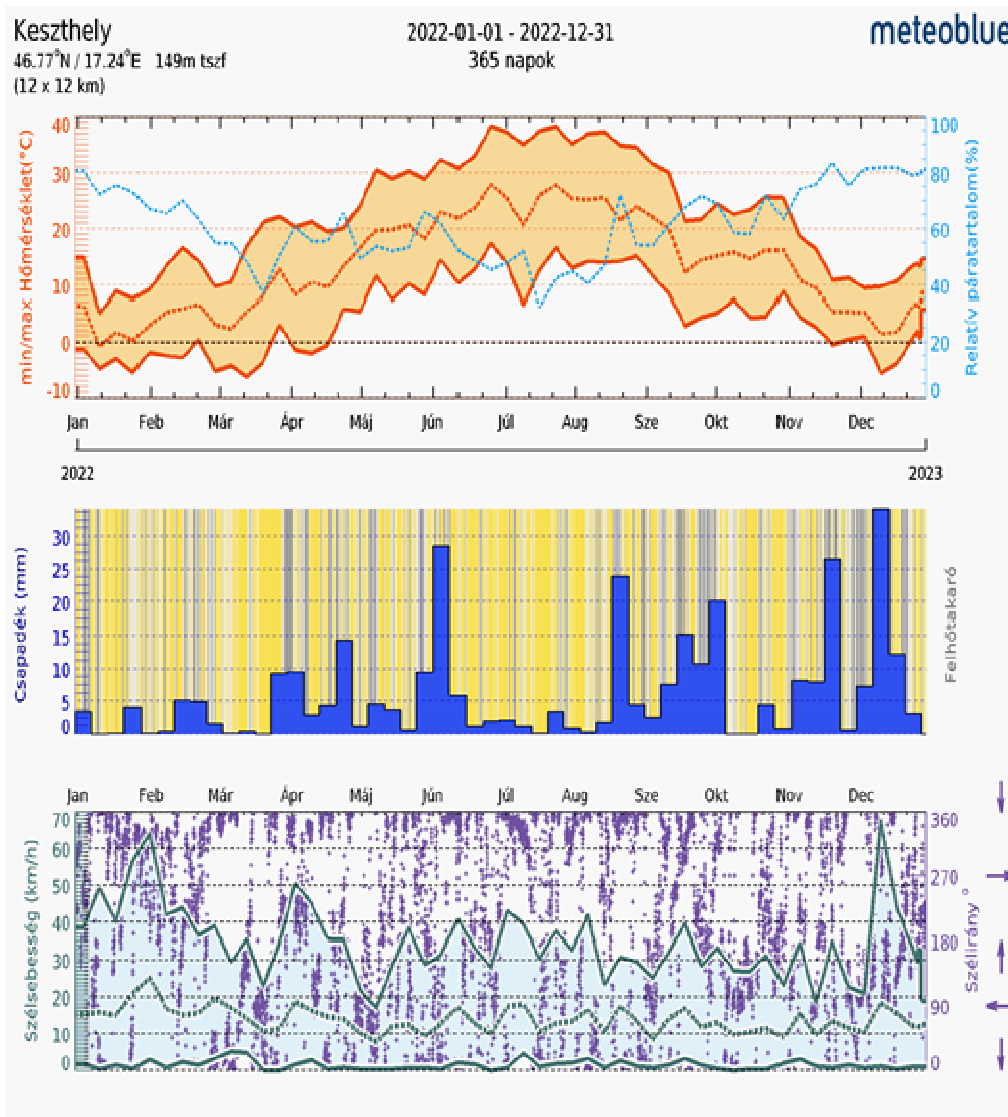 Keszthely
46.77°N / 17.24°E 149m tszf
(12 x 12 km)
2022-01-01 - 2022-12-31
365 napok
meteoblue
min/max Hőmérséklet(°C)
40
30
20
10
0
-10
Relatív páratartalom(%)
100
80
60
40
20
0
Jan Feb Már Ápr Máj Jún Júl Aug Sze Okt Nov Dec
2022 2023
Csapadék (mm)
30
25
20
15
10
5
0
Felhőtakaró
Jan Feb Már Ápr Máj Jún Júl Aug Sze Okt Nov Dec
Szélsebesség (km/h)
70
60
50
40
30
20
10
0
Szélirány °
360
270
180
90
0